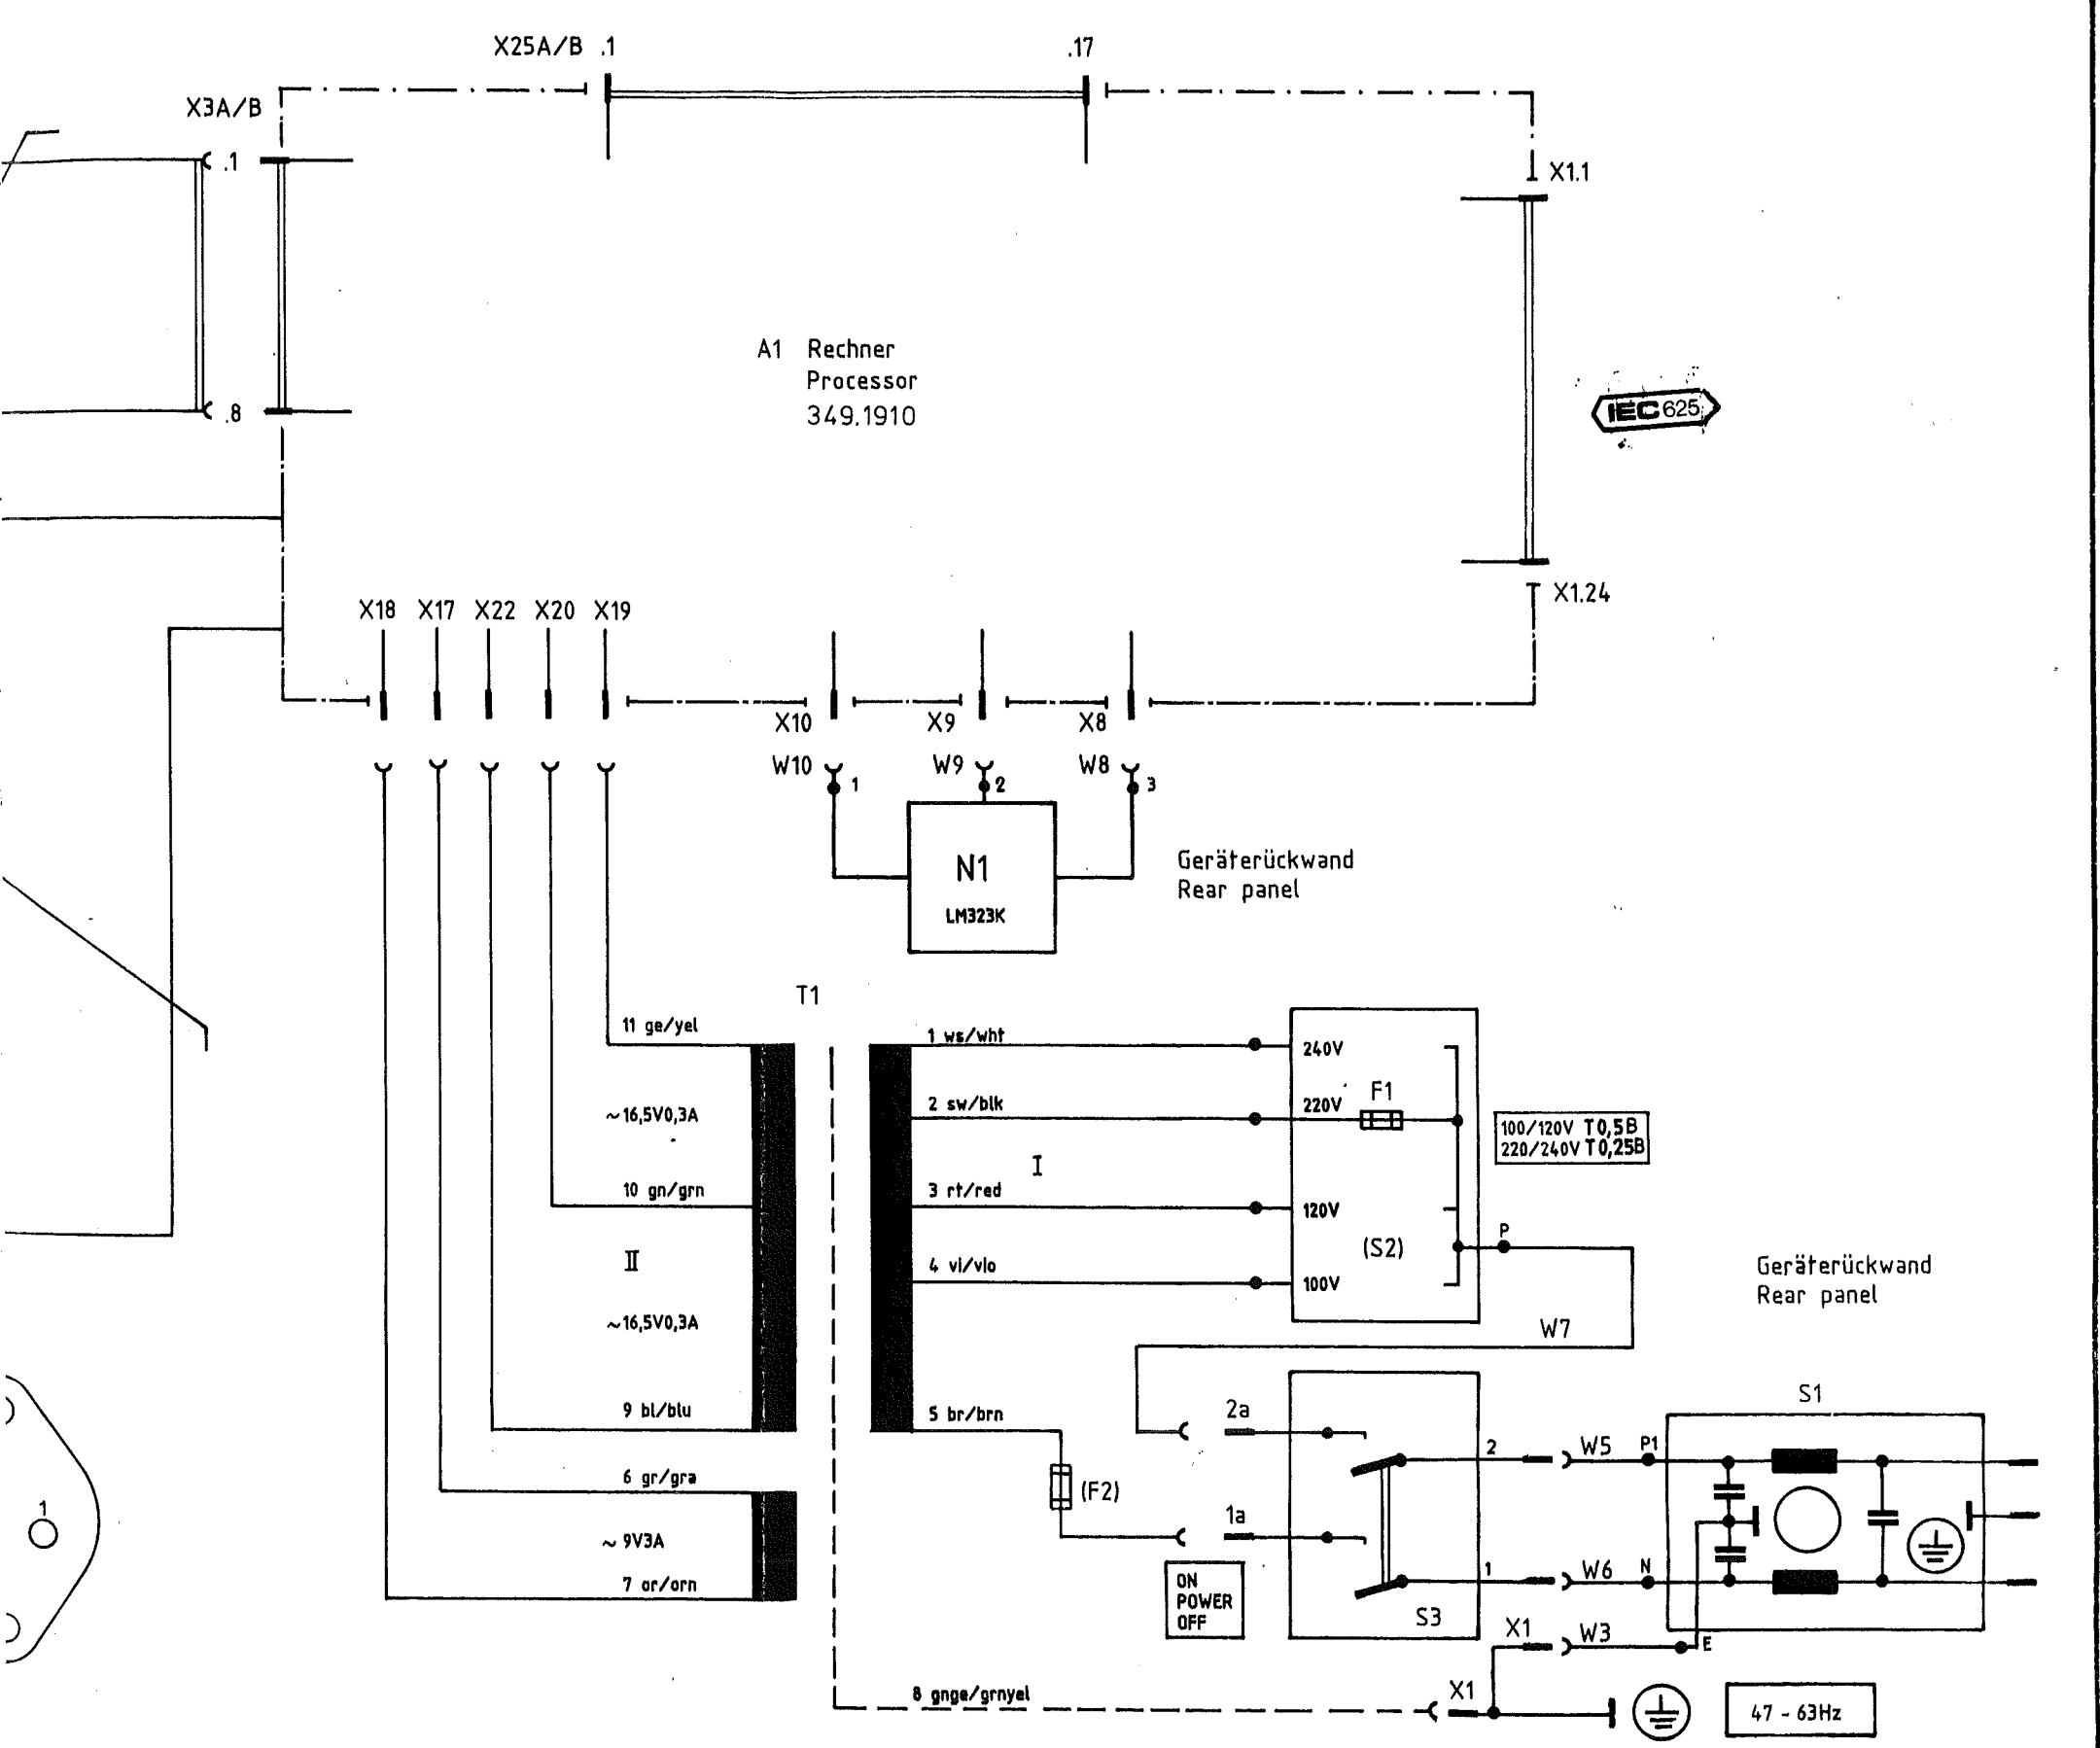 X25A/B .1
.17
X3A/B
.1
X1.1
A1 Rechner
Processor
349.1910
.8
IEC 625
X1.24
X18 X17 X22 X20 X19
X10 X9 X8
W10 W9 W8
1 2 3
N1
LM323K
Geräterückwand
Rear panel
T1
11 ge/yel
1 ws/wht
240V
~16,5V0,3A
2 sw/blk
220V
F1
100/120V T0,5B
220/240V T0,25B
I
10 gn/grn
3 rt/red
120V
P
II
(S2)
4 vi/vio
100V
Geräterückwand
Rear panel
~16,5V0,3A
W7
9 bl/blu
5 br/brn
2a
S1
2
W5
P1
6 gr/gra
(F2)
1a
1
~9V3A
7 or/orn
ON
POWER
OFF
1
W6
N
S3
X1
W3
E
8 gnge/grnyel
X1
47 - 63Hz